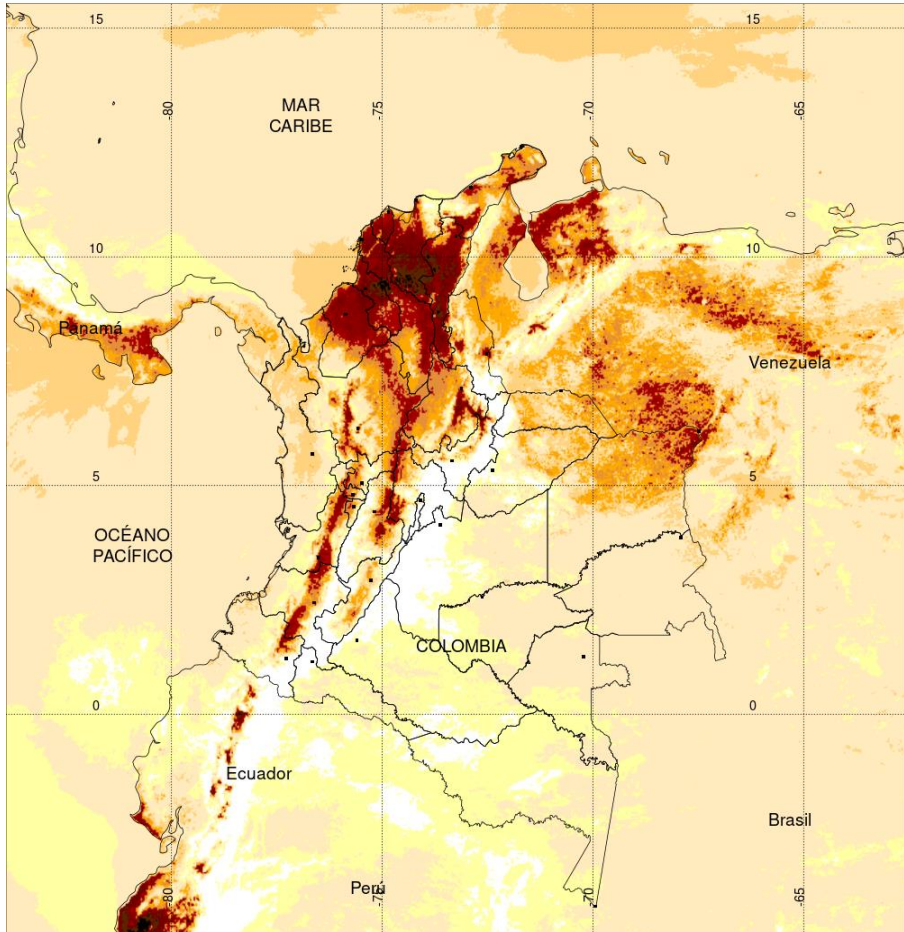 15
15
-80
-75
-70
-65
MAR
CARIBE
10
10
Panamá
Venezuela
5
5
OCÉANO
PACÍFICO
COLOMBIA
0
0
Ecuador
Brasil
Perú
-80
-75
-70
-65